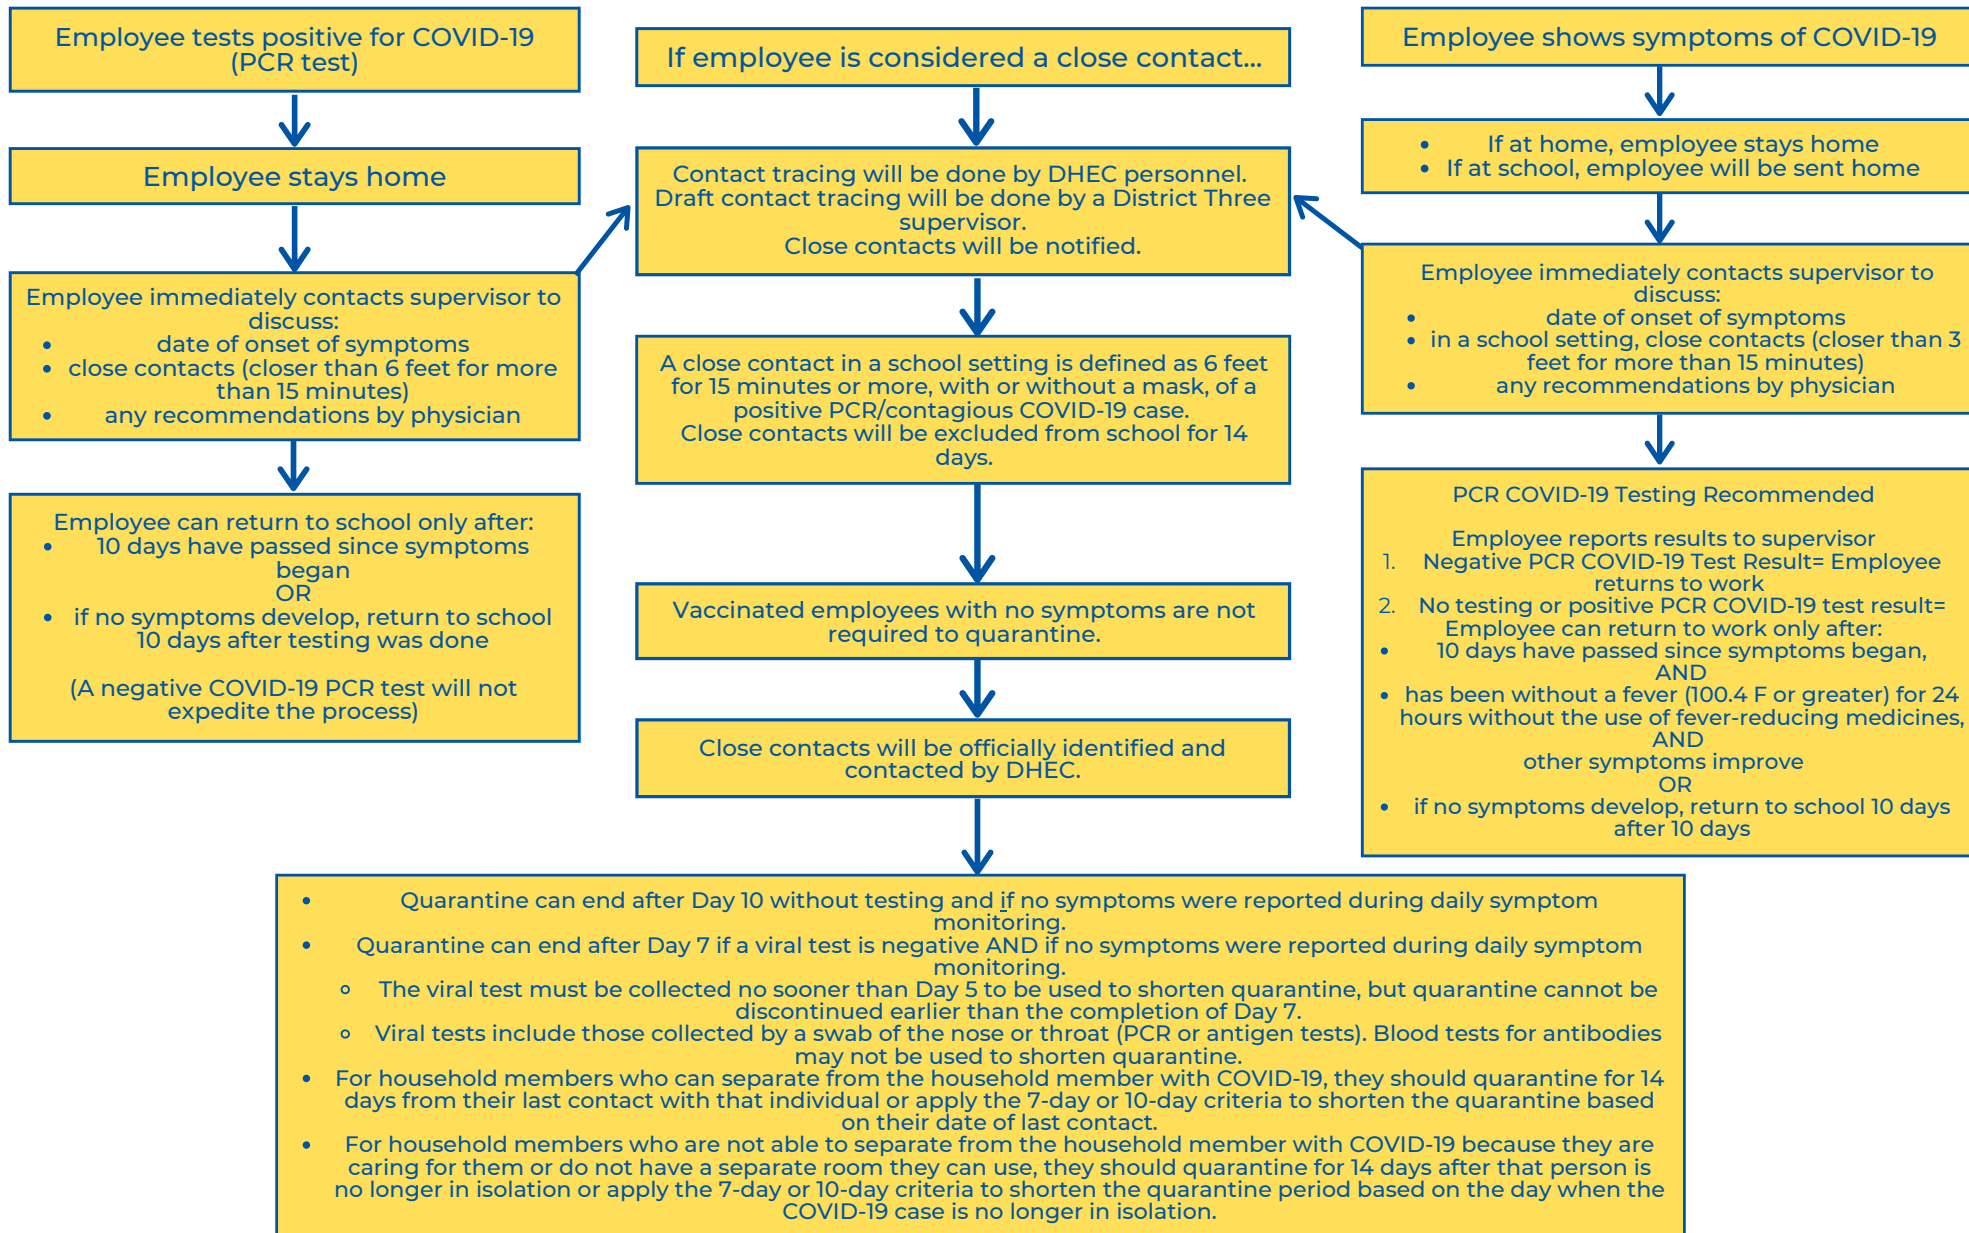 Employee tests positive for COVID-19
(PCR test)
Employee stays home
Employee immediately contacts supervisor to
discuss:
• date of onset of symptoms
• close contacts (closer than 6 feet for more
than 15 minutes)
• any recommendations by physician
Employee can return to school only after:
• 10 days have passed since symptoms
began
OR
• if no symptoms develop, return to school
10 days after testing was done
(A negative COVID-19 PCR test will not
expedite the process)
If employee is considered a close contact...
Contact tracing will be done by DHEC personnel.
Draft contact tracing will be done by a District Three
supervisor.
Close contacts will be notified.
A close contact in a school setting is defined as 6 feet
for 15 minutes or more, with or without a mask, of a
positive PCR/contagious COVID-19 case.
Close contacts will be excluded from school for 14
days.
Vaccinated employees with no symptoms are not
required to quarantine.
Close contacts will be officially identified and
contacted by DHEC.
Employee shows symptoms of COVID-19
• If at home, employee stays home
• If at school, employee will be sent home
Employee immediately contacts supervisor to
discuss:
• date of onset of symptoms
• in a school setting, close contacts (closer than 3
feet for more than 15 minutes)
• any recommendations by physician
PCR COVID-19 Testing Recommended
Employee reports results to supervisor
1. Negative PCR COVID-19 Test Result= Employee
returns to work
2. No testing or positive PCR COVID-19 test result=
Employee can return to work only after:
• 10 days have passed since symptoms began,
AND
• has been without a fever (100.4 F or greater) for 24
hours without the use of fever-reducing medicines,
AND
other symptoms improve
OR
• if no symptoms develop, return to school 10 days
after 10 days
• Quarantine can end after Day 10 without testing and if no symptoms were reported during daily symptom
monitoring.
• Quarantine can end after Day 7 if a viral test is negative AND if no symptoms were reported during daily symptom
monitoring.
◦ The viral test must be collected no sooner than Day 5 to be used to shorten quarantine, but quarantine cannot be
discontinued earlier than the completion of Day 7.
◦ Viral tests include those collected by a swab of the nose or throat (PCR or antigen tests). Blood tests for antibodies
may not be used to shorten quarantine.
• For household members who can separate from the household member with COVID-19, they should quarantine for 14
days from their last contact with that individual or apply the 7-day or 10-day criteria to shorten the quarantine based
on their date of last contact.
• For household members who are not able to separate from the household member with COVID-19 because they are
caring for them or do not have a separate room they can use, they should quarantine for 14 days after that person is
no longer in isolation or apply the 7-day or 10-day criteria to shorten the quarantine period based on the day when the
COVID-19 case is no longer in isolation.